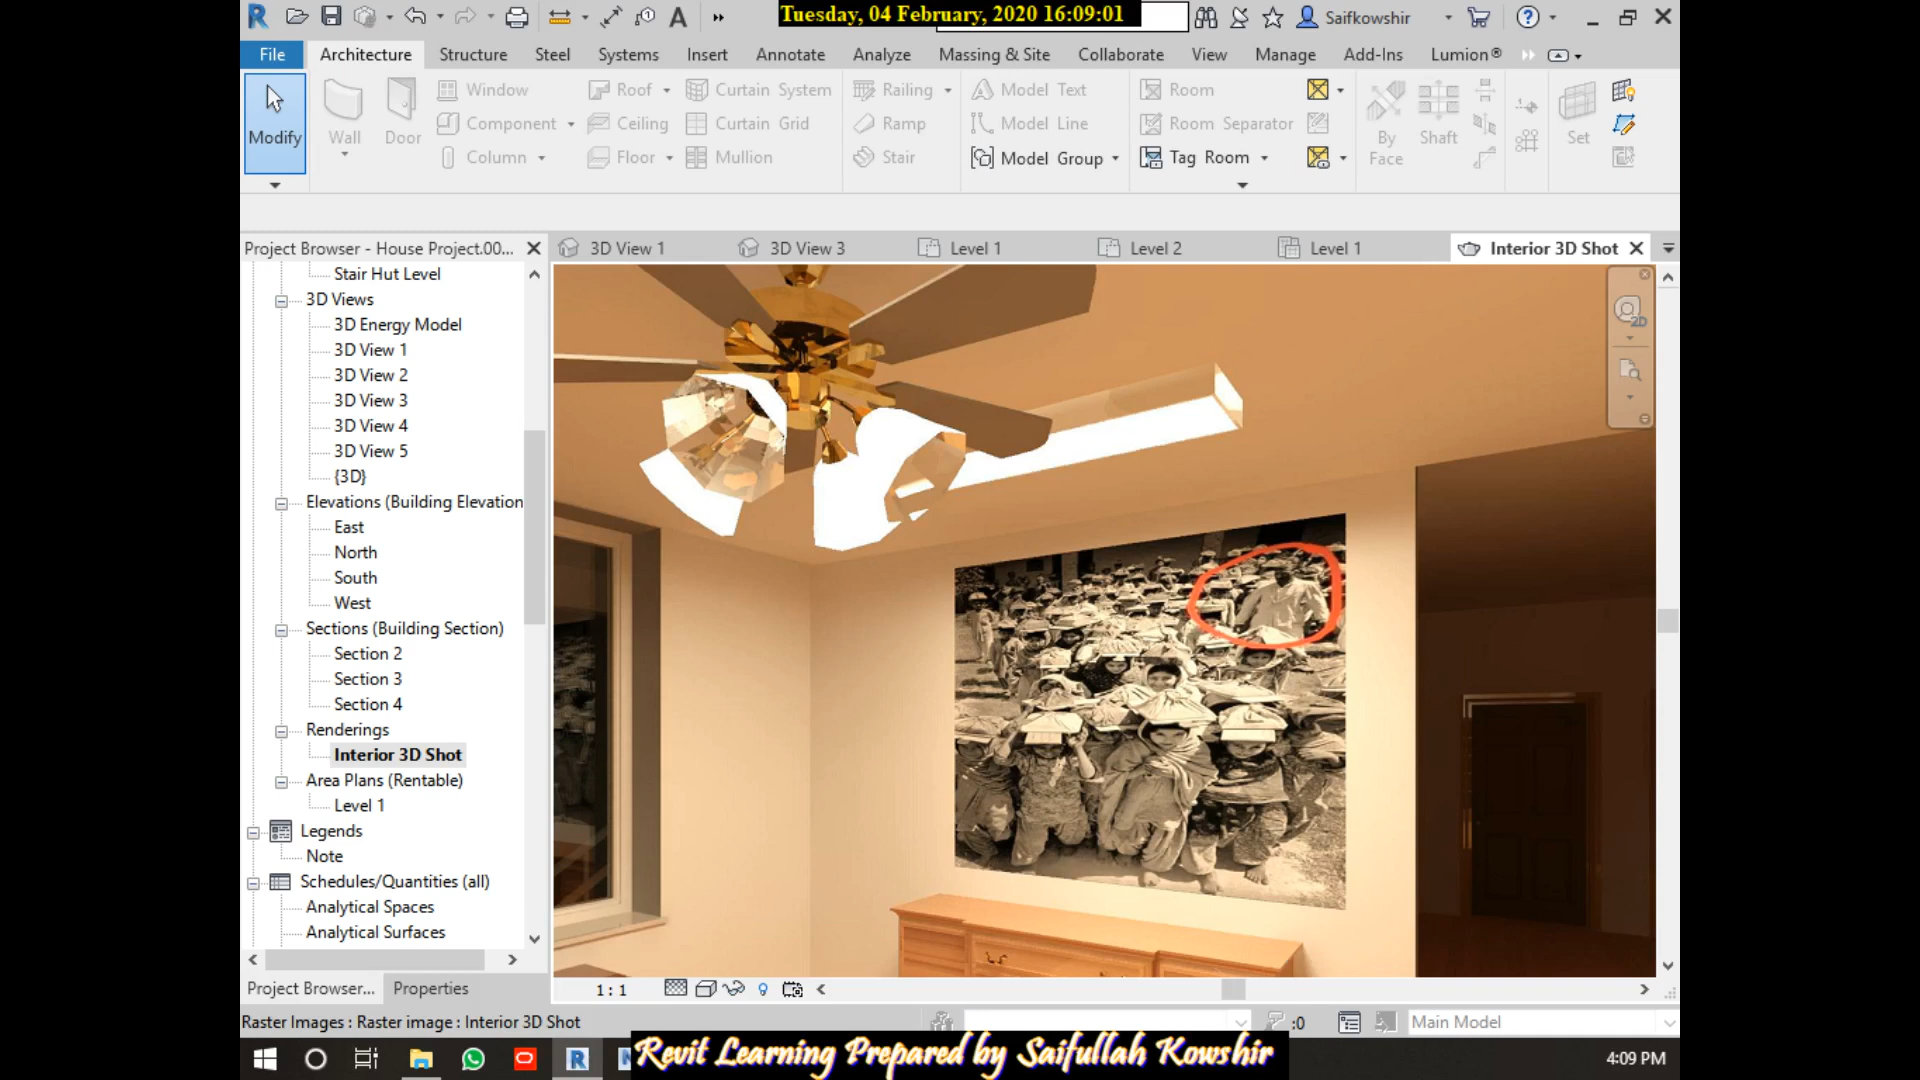 Tuesday, 04 February, 2020 16:09:01
Saifkowshir
File Architecture Structure Steel Systems Insert Annotate Analyze Massing & Site Collaborate View Manage Add-Ins Lumion®
Modify
Wall
Door
Window
Component
Column
Roof
Ceiling
Floor
Curtain System
Curtain Grid
Mullion
Railing
Ramp
Stair
Model Text
Model Line
Model Group
Room
Room Separator
Tag Room
By
Face
Shaft
Set
Project Browser - House Project.00...
3D View 1
3D View 3
Level 1
Level 2
Level 1
Interior 3D Shot
Stair Hut Level
3D Views
3D Energy Model
3D View 1
3D View 2
3D View 3
3D View 4
3D View 5
{3D}
Elevations (Building Elevation
East
North
South
West
Sections (Building Section)
Section 2
Section 3
Section 4
Renderings
Interior 3D Shot
Area Plans (Rentable)
Level 1
Legends
Note
Schedules/Quantities (all)
Analytical Spaces
Analytical Surfaces
2D
Project Browser... Properties
1 : 1
Raster Images : Raster image : Interior 3D Shot
:0
Main Model
Revit Learning Prepared by Saifullah Kowshir
4:09 PM